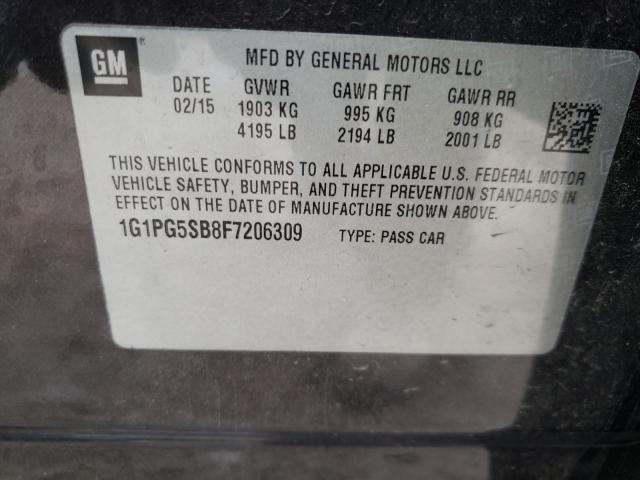 GM
MFD BY GENERAL MOTORS LLC
DATE GVWR GAWR FRT GAWR RR
02/15 1903 KG 995 KG 908 KG
4195 LB 2194 LB 2001 LB
THIS VEHICLE CONFORMS TO ALL APPLICABLE U.S. FEDERAL MOTOR
VEHICLE SAFETY, BUMPER, AND THEFT PREVENTION STANDARDS IN
EFFECT ON THE DATE OF MANUFACTURE SHOWN ABOVE.
1G1PG5SB8F7206309 TYPE: PASS CAR